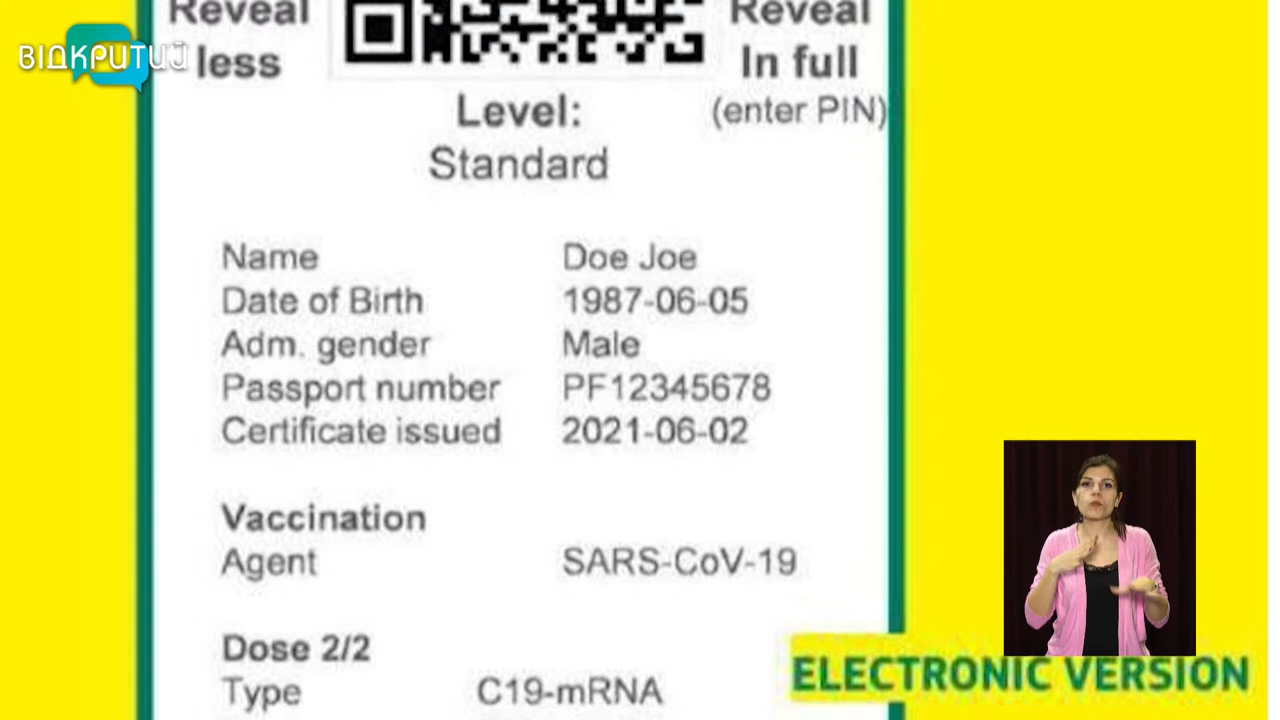 ВІДКРИТИЙ
Reveal
less
Reveal
In full
(enter PIN)
Level:
Standard
Name Doe Joe
Date of Birth 1987-06-05
Adm. gender Male
Passport number PF12345678
Certificate issued 2021-06-02
Vaccination
Agent SARS-CoV-19
Dose 2/2
Type C19-mRNA
ELECTRONIC VERSION